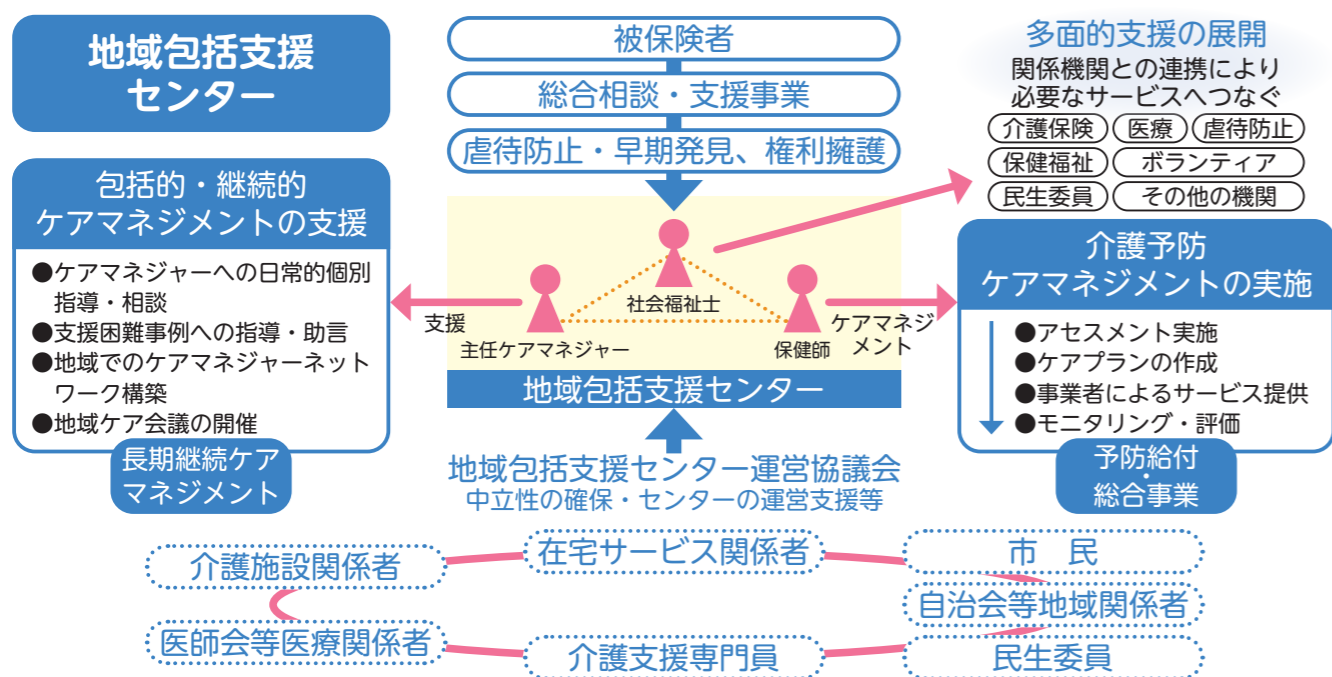 地域包括支援
センター
被保険者
総合相談・支援事業
虐待防止・早期発見、権利擁護
多面的支援の展開
関係機関との連携により
必要なサービスへつなぐ
介護保険 医療 虐待防止
保健福祉 ボランティア
民生委員 その他の機関
包括的・継続的
ケアマネジメントの支援
●ケアマネジャーへの日常的個別
指導・相談
●支援困難事例への指導・助言
●地域でのケアマネジャーネット
ワーク構築
●地域ケア会議の開催
長期継続ケア
マネジメント
支援
社会福祉士
主任ケアマネジャー
保健師
ケアマネジ
メント
地域包括支援センター
介護予防
ケアマネジメントの実施
●アセスメント実施
●ケアプランの作成
●事業者によるサービス提供
●モニタリング・評価
予防給付
・
総合事業
地域包括支援センター運営協議会
中立性の確保・センターの運営支援等
介護施設関係者
在宅サービス関係者
市　民
自治会等地域関係者
医師会等医療関係者
介護支援専門員
民生委員